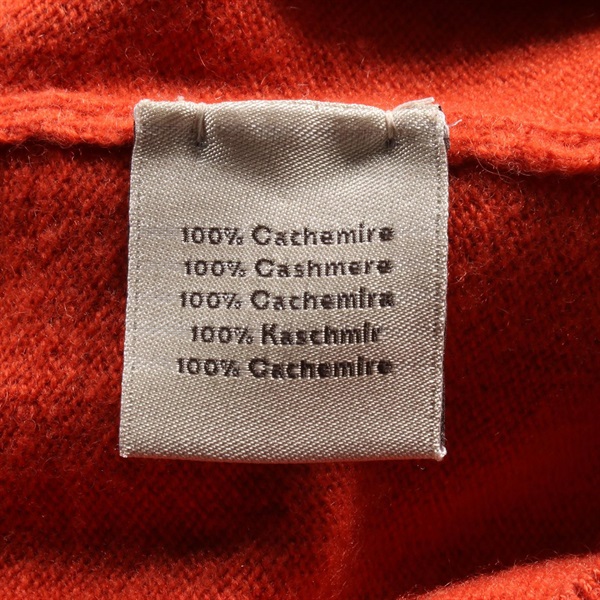 100% Cachemire
100% Cashmere
100% Cachemira
100% Kaschmir
100% Cachemire